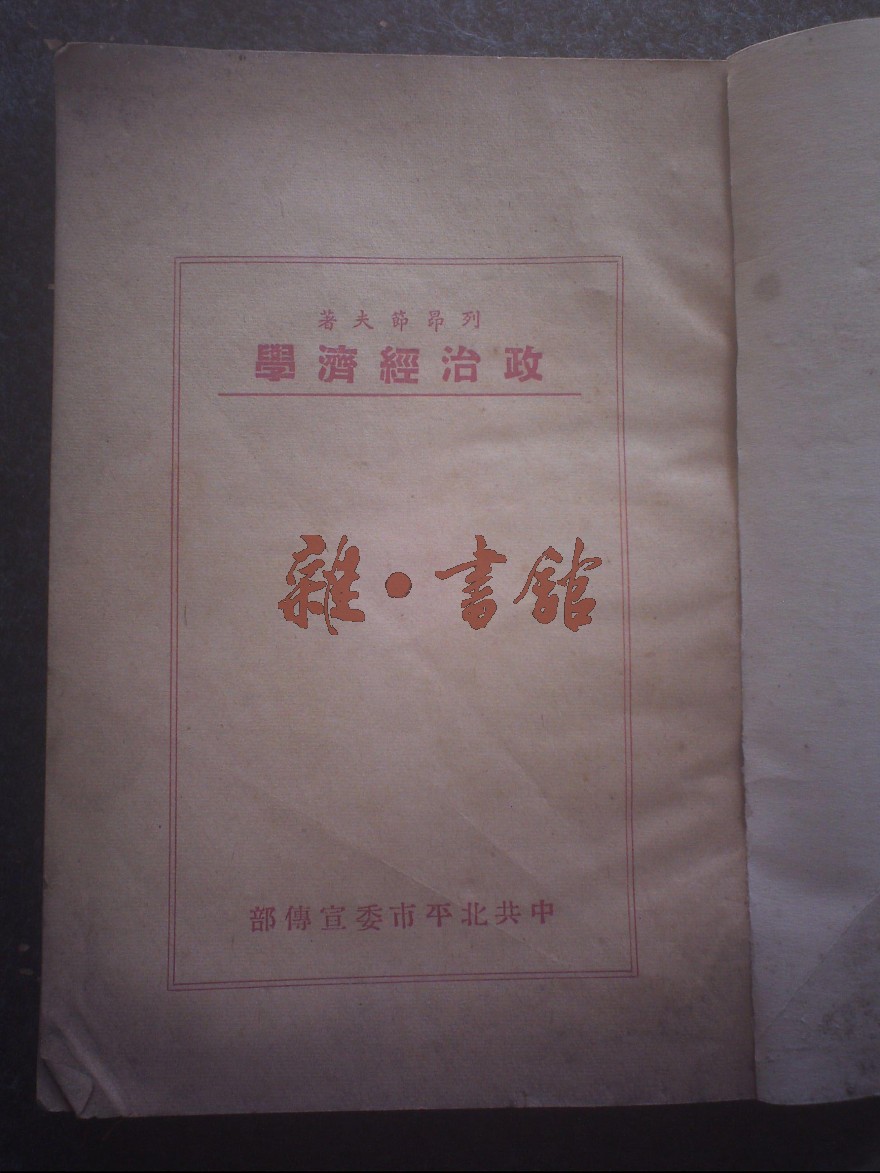 列昂節夫著
政治經濟學
雜·書館
中共北平市委宣傳部